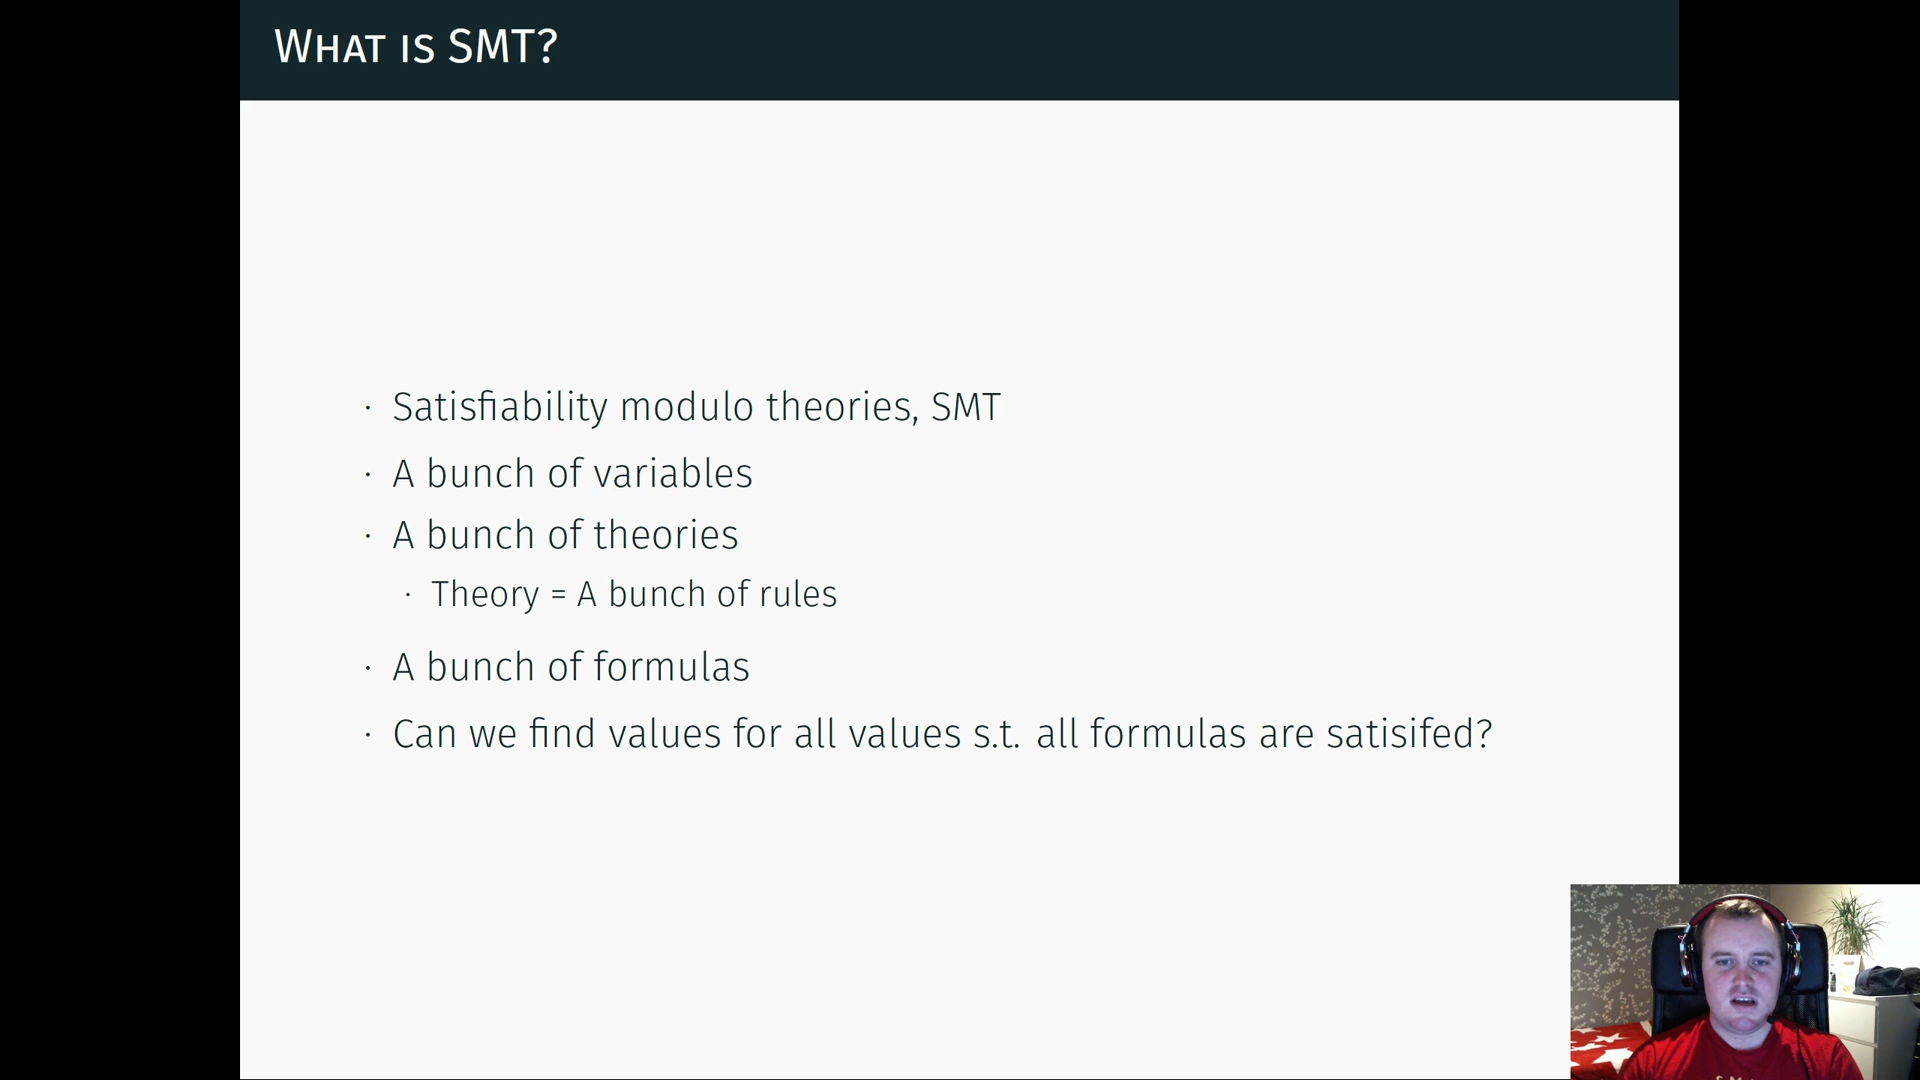 What is SMT?
· Satisfiability modulo theories, SMT
· A bunch of variables
· A bunch of theories
· Theory = A bunch of rules
· A bunch of formulas
· Can we find values for all values s.t. all formulas are satisifed?